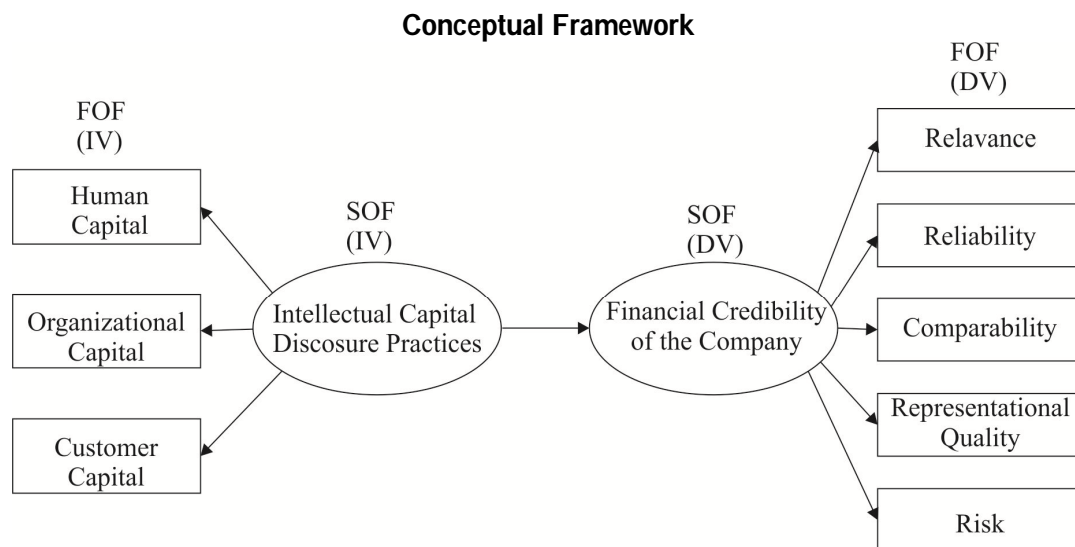 Conceptual Framework
FOF
(IV)
Human
Capital
Organizational
Capital
Customer
Capital
SOF
(IV)
Intellectual Capital
Discosure Practices
SOF
(DV)
Financial Credibility
of the Company
FOF
(DV)
Relavance
Reliability
Comparability
Representational
Quality
Risk